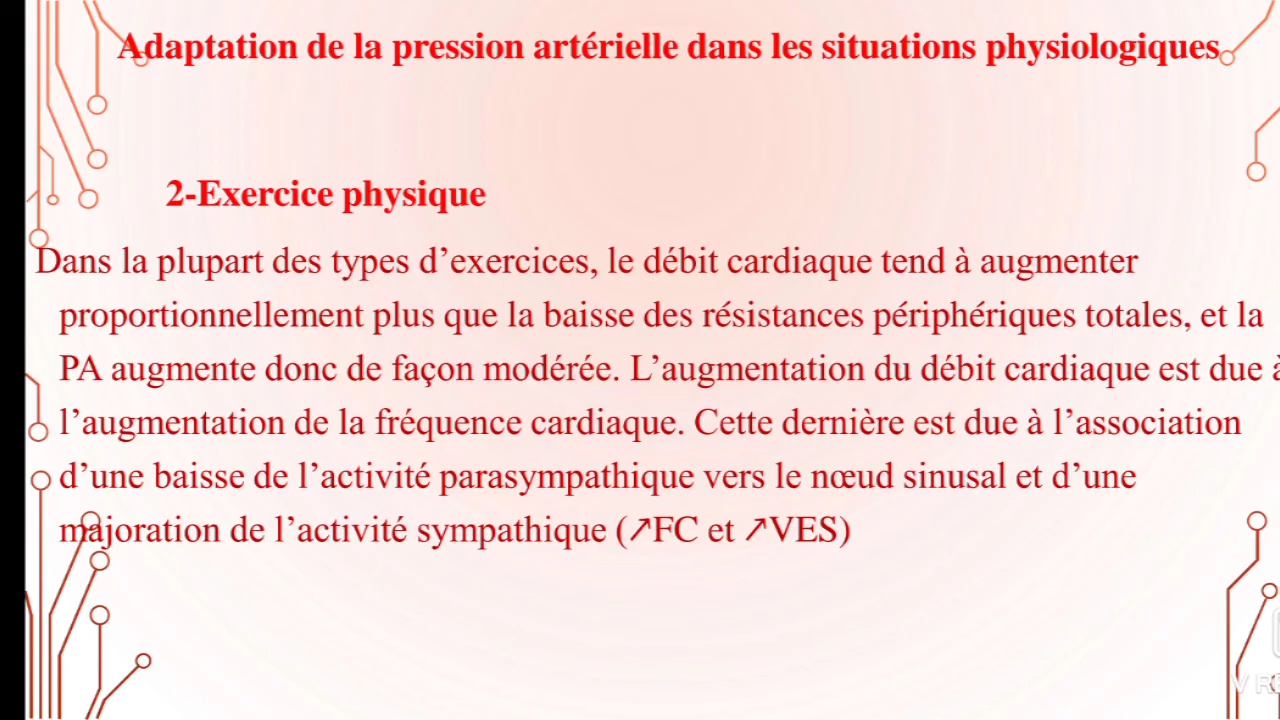 Adaptation de la pression artérielle dans les situations physiologiques
2-Exercice physique
Dans la plupart des types d’exercices, le débit cardiaque tend à augmenter
proportionnellement plus que la baisse des résistances périphériques totales, et la
PA augmente donc de façon modérée. L’augmentation du débit cardiaque est due à
l’augmentation de la fréquence cardiaque. Cette dernière est due à l’association
d’une baisse de l’activité parasympathique vers le nœud sinusal et d’une
majoration de l’activité sympathique (↗FC et ↗VES)